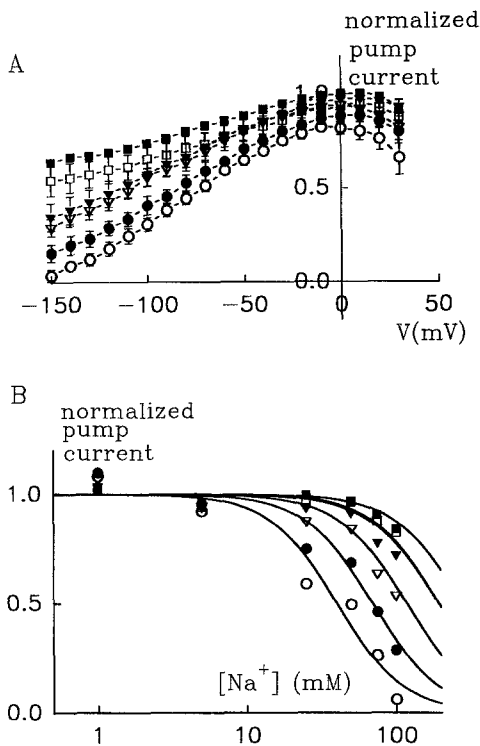 normalized
pump
current
A
1
0.5
0.0
−150 −100 −50 0 50
V(mV)
B
normalized
pump
current
1.0
0.5
[Na⁺] (mM)
0.0
1 10 100